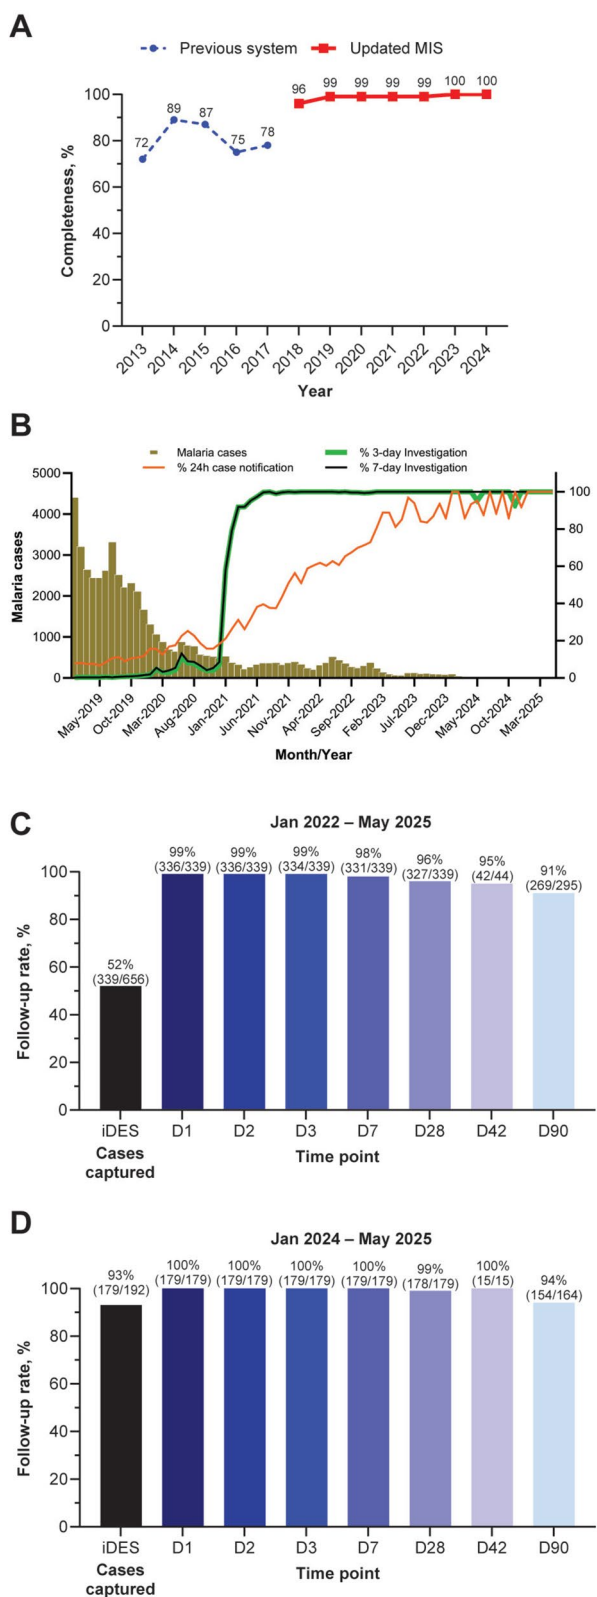 A
Previous system
Updated MIS
Completeness, %
100
80
60
40
20
0
72
89
87
75
78
96
99
99
99
99
100
100
2013
2014
2015
2016
2017
2018
2019
2020
2021
2022
2023
2024
Year
B
Malaria cases
% 3-day Investigation
% 24h case notification
% 7-day Investigation
Malaria cases
5000
4000
3000
2000
1000
0
100
80
60
40
20
0
May-2019
Oct-2019
Mar-2020
Aug-2020
Jan-2021
Jun-2021
Nov-2021
Apr-2022
Sep-2022
Feb-2023
Jul-2023
Dec-2023
May-2024
Oct-2024
Mar-2025
Month/Year
C
Jan 2022 – May 2025
Follow-up rate, %
100
80
60
40
20
0
52%
(339/656)
99%
(336/339)
99%
(336/339)
99%
(334/339)
98%
(331/339)
96%
(327/339)
95%
(42/44)
91%
(269/295)
iDES
Cases
captured
D1
D2
D3
D7
D28
D42
D90
Time point
D
Jan 2024 – May 2025
Follow-up rate, %
100
80
60
40
20
0
93%
(179/192)
100%
(179/179)
100%
(179/179)
100%
(179/179)
100%
(179/179)
99%
(178/179)
100%
(15/15)
94%
(154/164)
iDES
Cases
captured
D1
D2
D3
D7
D28
D42
D90
Time point